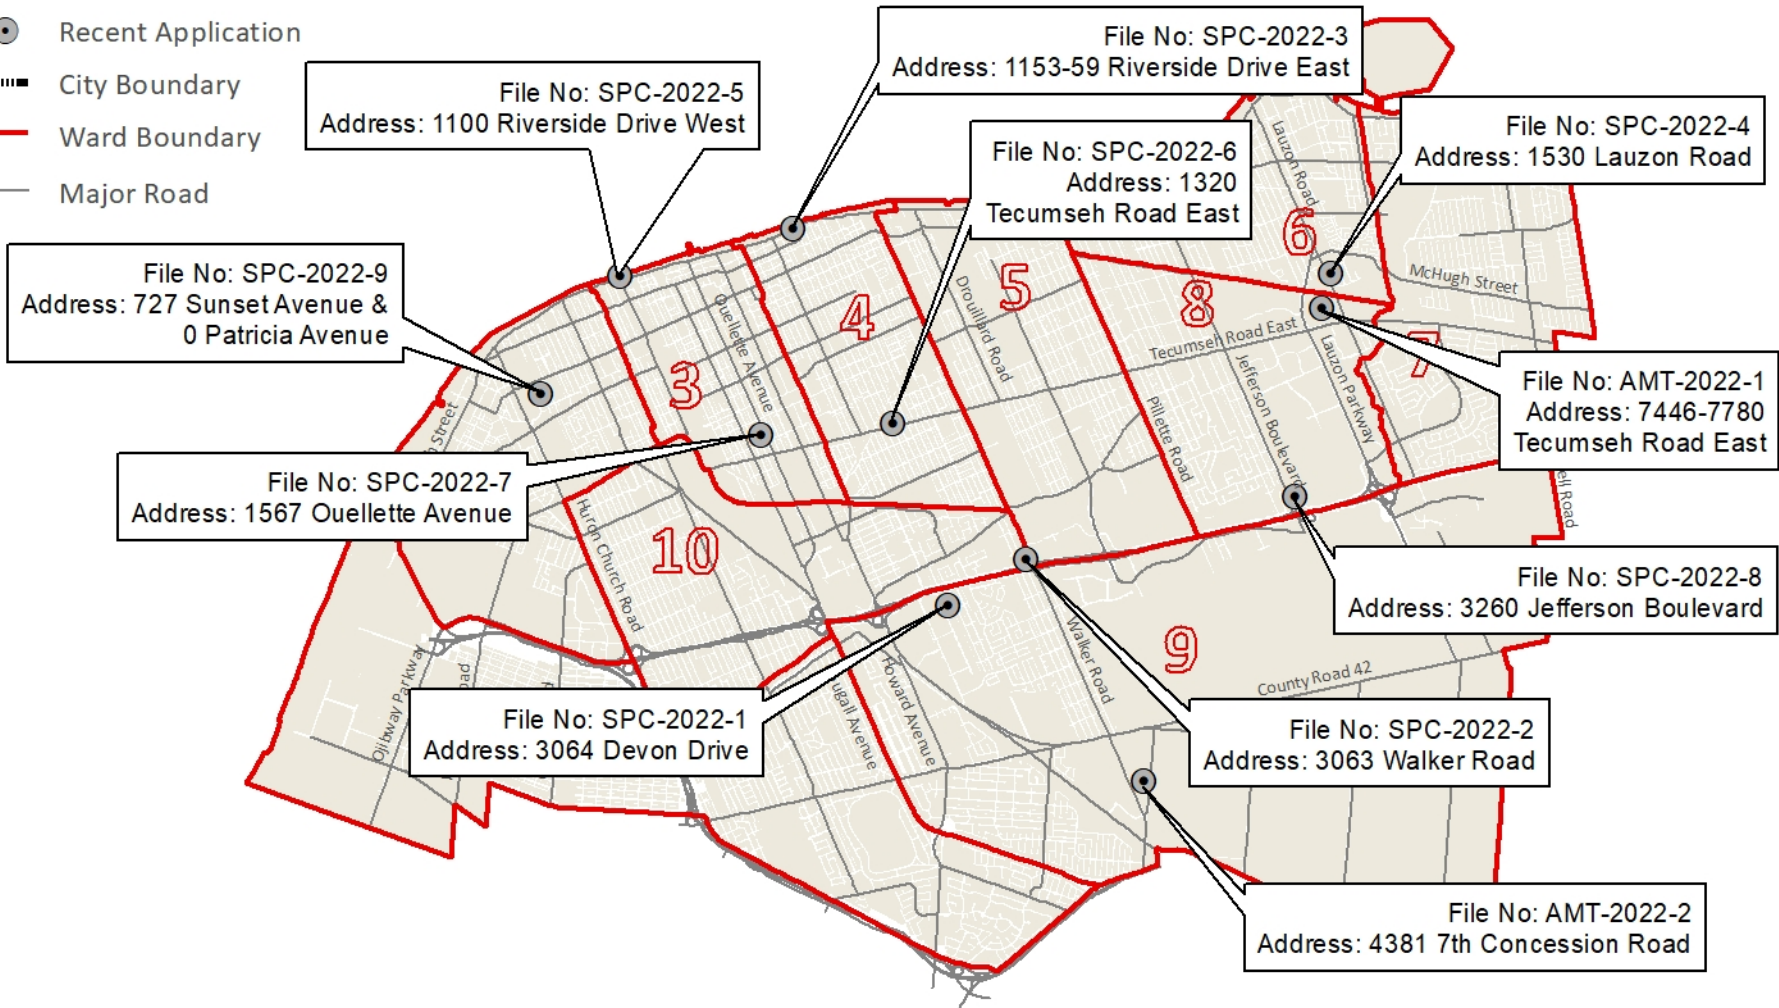 Recent Application
City Boundary
Ward Boundary
Major Road
File No: SPC-2022-3
Address: 1153-59 Riverside Drive East
File No: SPC-2022-5
Address: 1100 Riverside Drive West
File No: SPC-2022-4
Address: 1530 Lauzon Road
File No: SPC-2022-6
Address: 1320
Tecumseh Road East
File No: SPC-2022-9
Address: 727 Sunset Avenue &
0 Patricia Avenue
File No: AMT-2022-1
Address: 7446-7780
Tecumseh Road East
File No: SPC-2022-7
Address: 1567 Ouellette Avenue
File No: SPC-2022-8
Address: 3260 Jefferson Boulevard
File No: SPC-2022-1
Address: 3064 Devon Drive
File No: SPC-2022-2
Address: 3063 Walker Road
File No: AMT-2022-2
Address: 4381 7th Concession Road
Lauzon Road
6
McHugh Street
5
8
4
7
3
Ouellette Avenue
Drouillard Road
Tecumseh Road East
Jefferson Boulevard
Lauzon Parkway
Pillette Road
Street
ell Road
10
Huron Church Road
9
Walker Road
County Road 42
Howard Avenue
ugall Avenue
Ojibway Parkway
oad